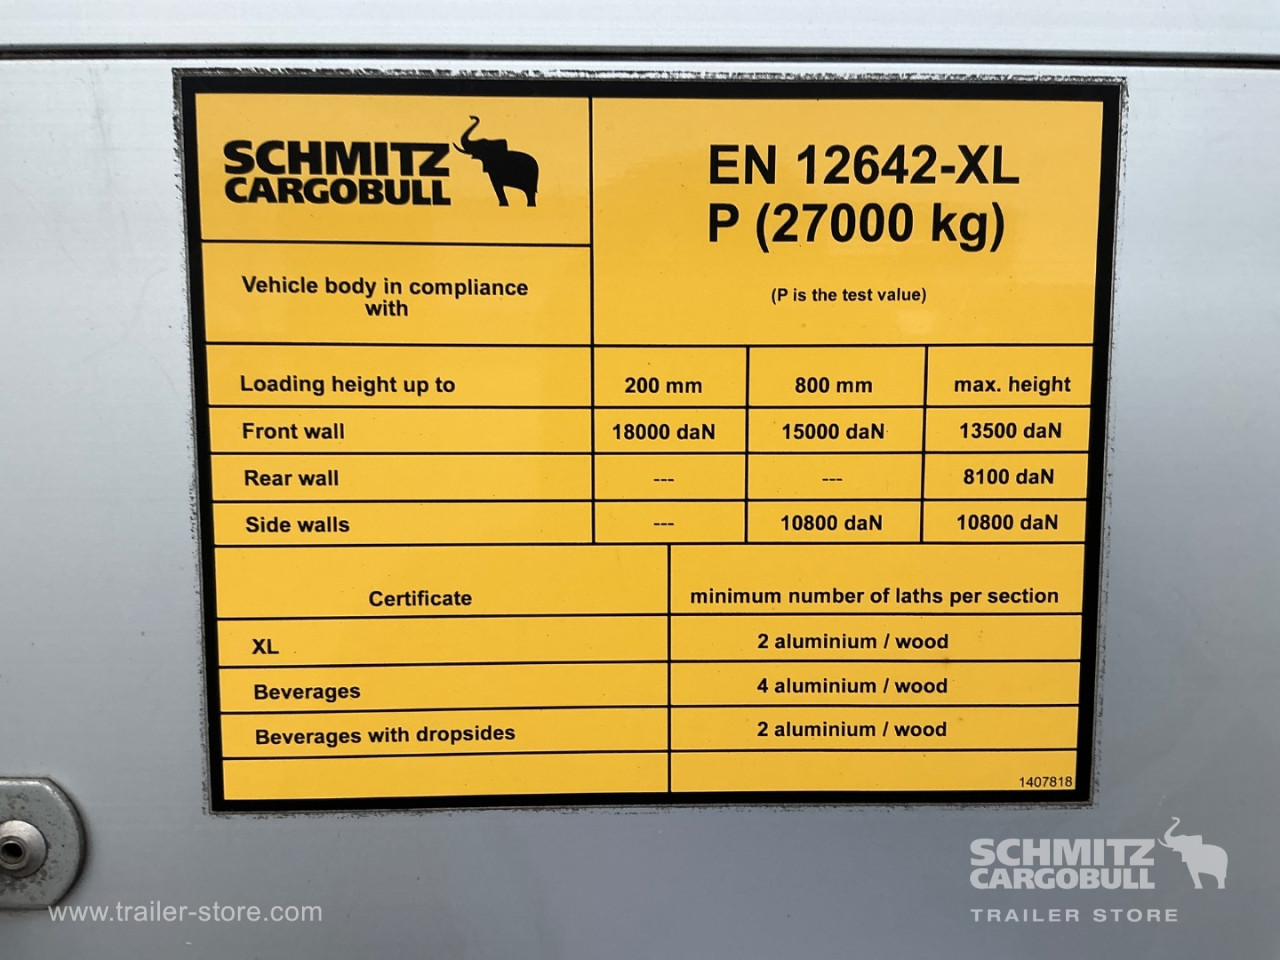 SCHMITZ
CARGOBULL
EN 12642-XL
P (27000 kg)
(P is the test value)
Vehicle body in compliance
with
Loading height up to 200 mm 800 mm max. height
Front wall 18000 daN 15000 daN 13500 daN
Rear wall --- --- 8100 daN
Side walls --- 10800 daN 10800 daN
Certificate minimum number of laths per section
XL 2 aluminium / wood
Beverages 4 aluminium / wood
Beverages with dropsides 2 aluminium / wood
1407818
SCHMITZ
CARGOBULL
TRAILER STORE
www.trailer-store.com